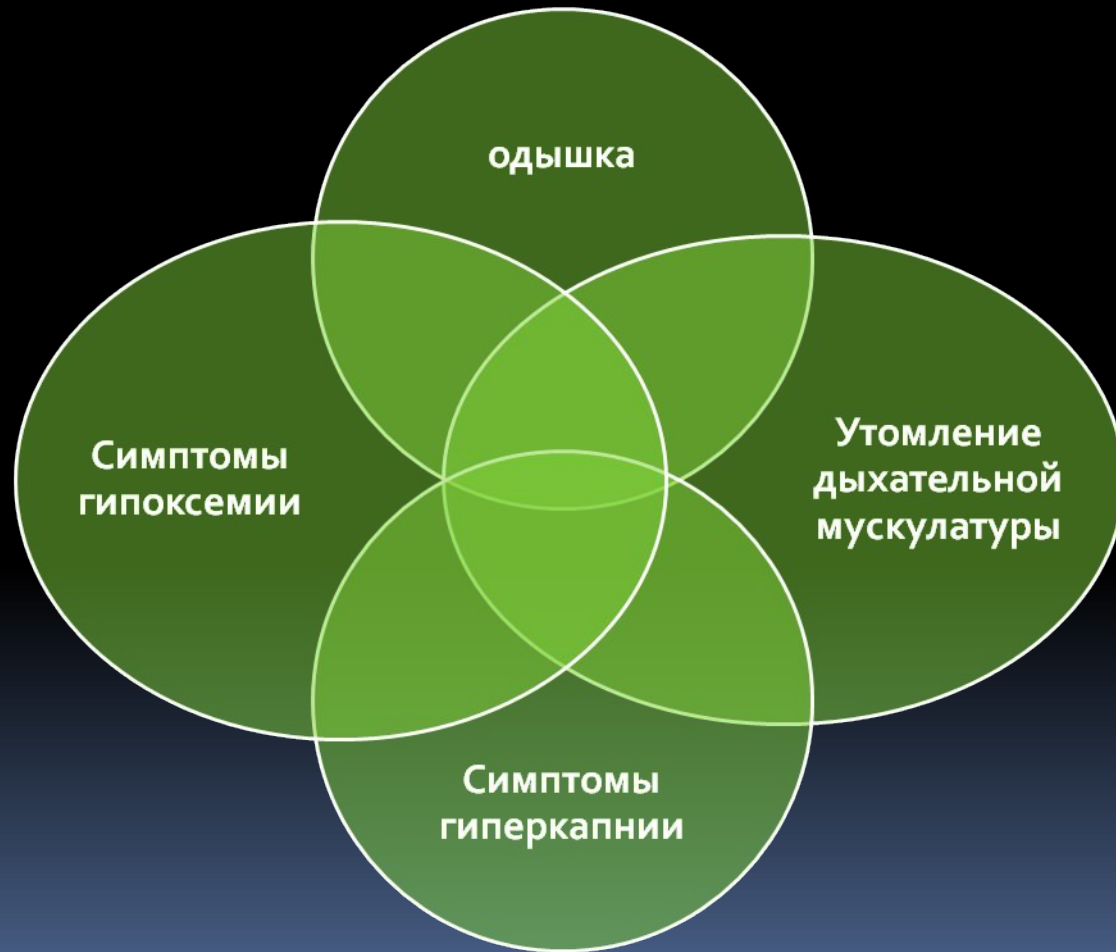 одышка
Симптомы
гипоксемии
Утомление
дыхательной
мускулатуры
Симптомы
гиперкапнии